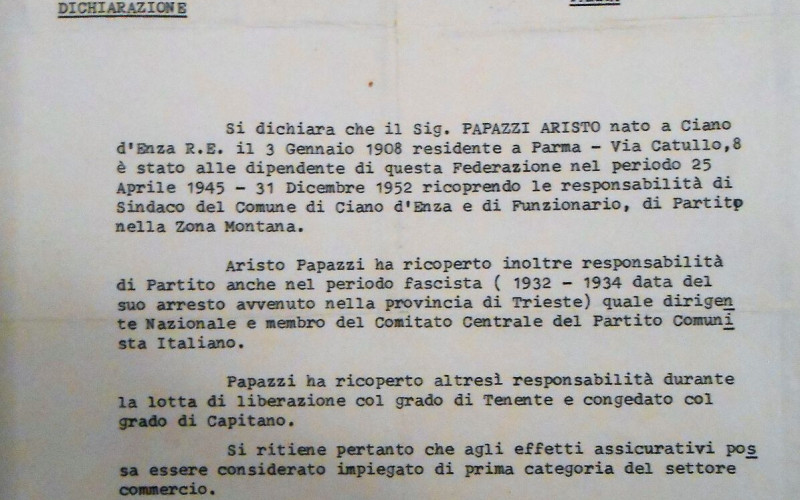 DICHIARAZIONE
Si dichiara che il Sig. PAPAZZI ARISTO nato a Ciano
d'Enza R.E. il 3 Gennaio 1908 residente a Parma - Via Catullo,8
è stato alle dipendente di questa Federazione nel periodo 25
Aprile 1945 - 31 Dicembre 1952 ricoprendo le responsabilità di
Sindaco del Comune di Ciano d'Enza e di Funzionario, di Partito
nella Zona Montana.
Aristo Papazzi ha ricoperto inoltre responsabilità
di Partito anche nel periodo fascista ( 1932 - 1934 data del
suo arresto avvenuto nella provincia di Trieste) quale dirigen
te Nazionale e membro del Comitato Centrale del Partito Comuni
sta Italiano.
Papazzi ha ricoperto altresì responsabilità durante
la lotta di liberazione col grado di Tenente e congedato col
grado di Capitano.
Si ritiene pertanto che agli effetti assicurativi pos
sa essere considerato impiegato di prima categoria del settore
commercio.